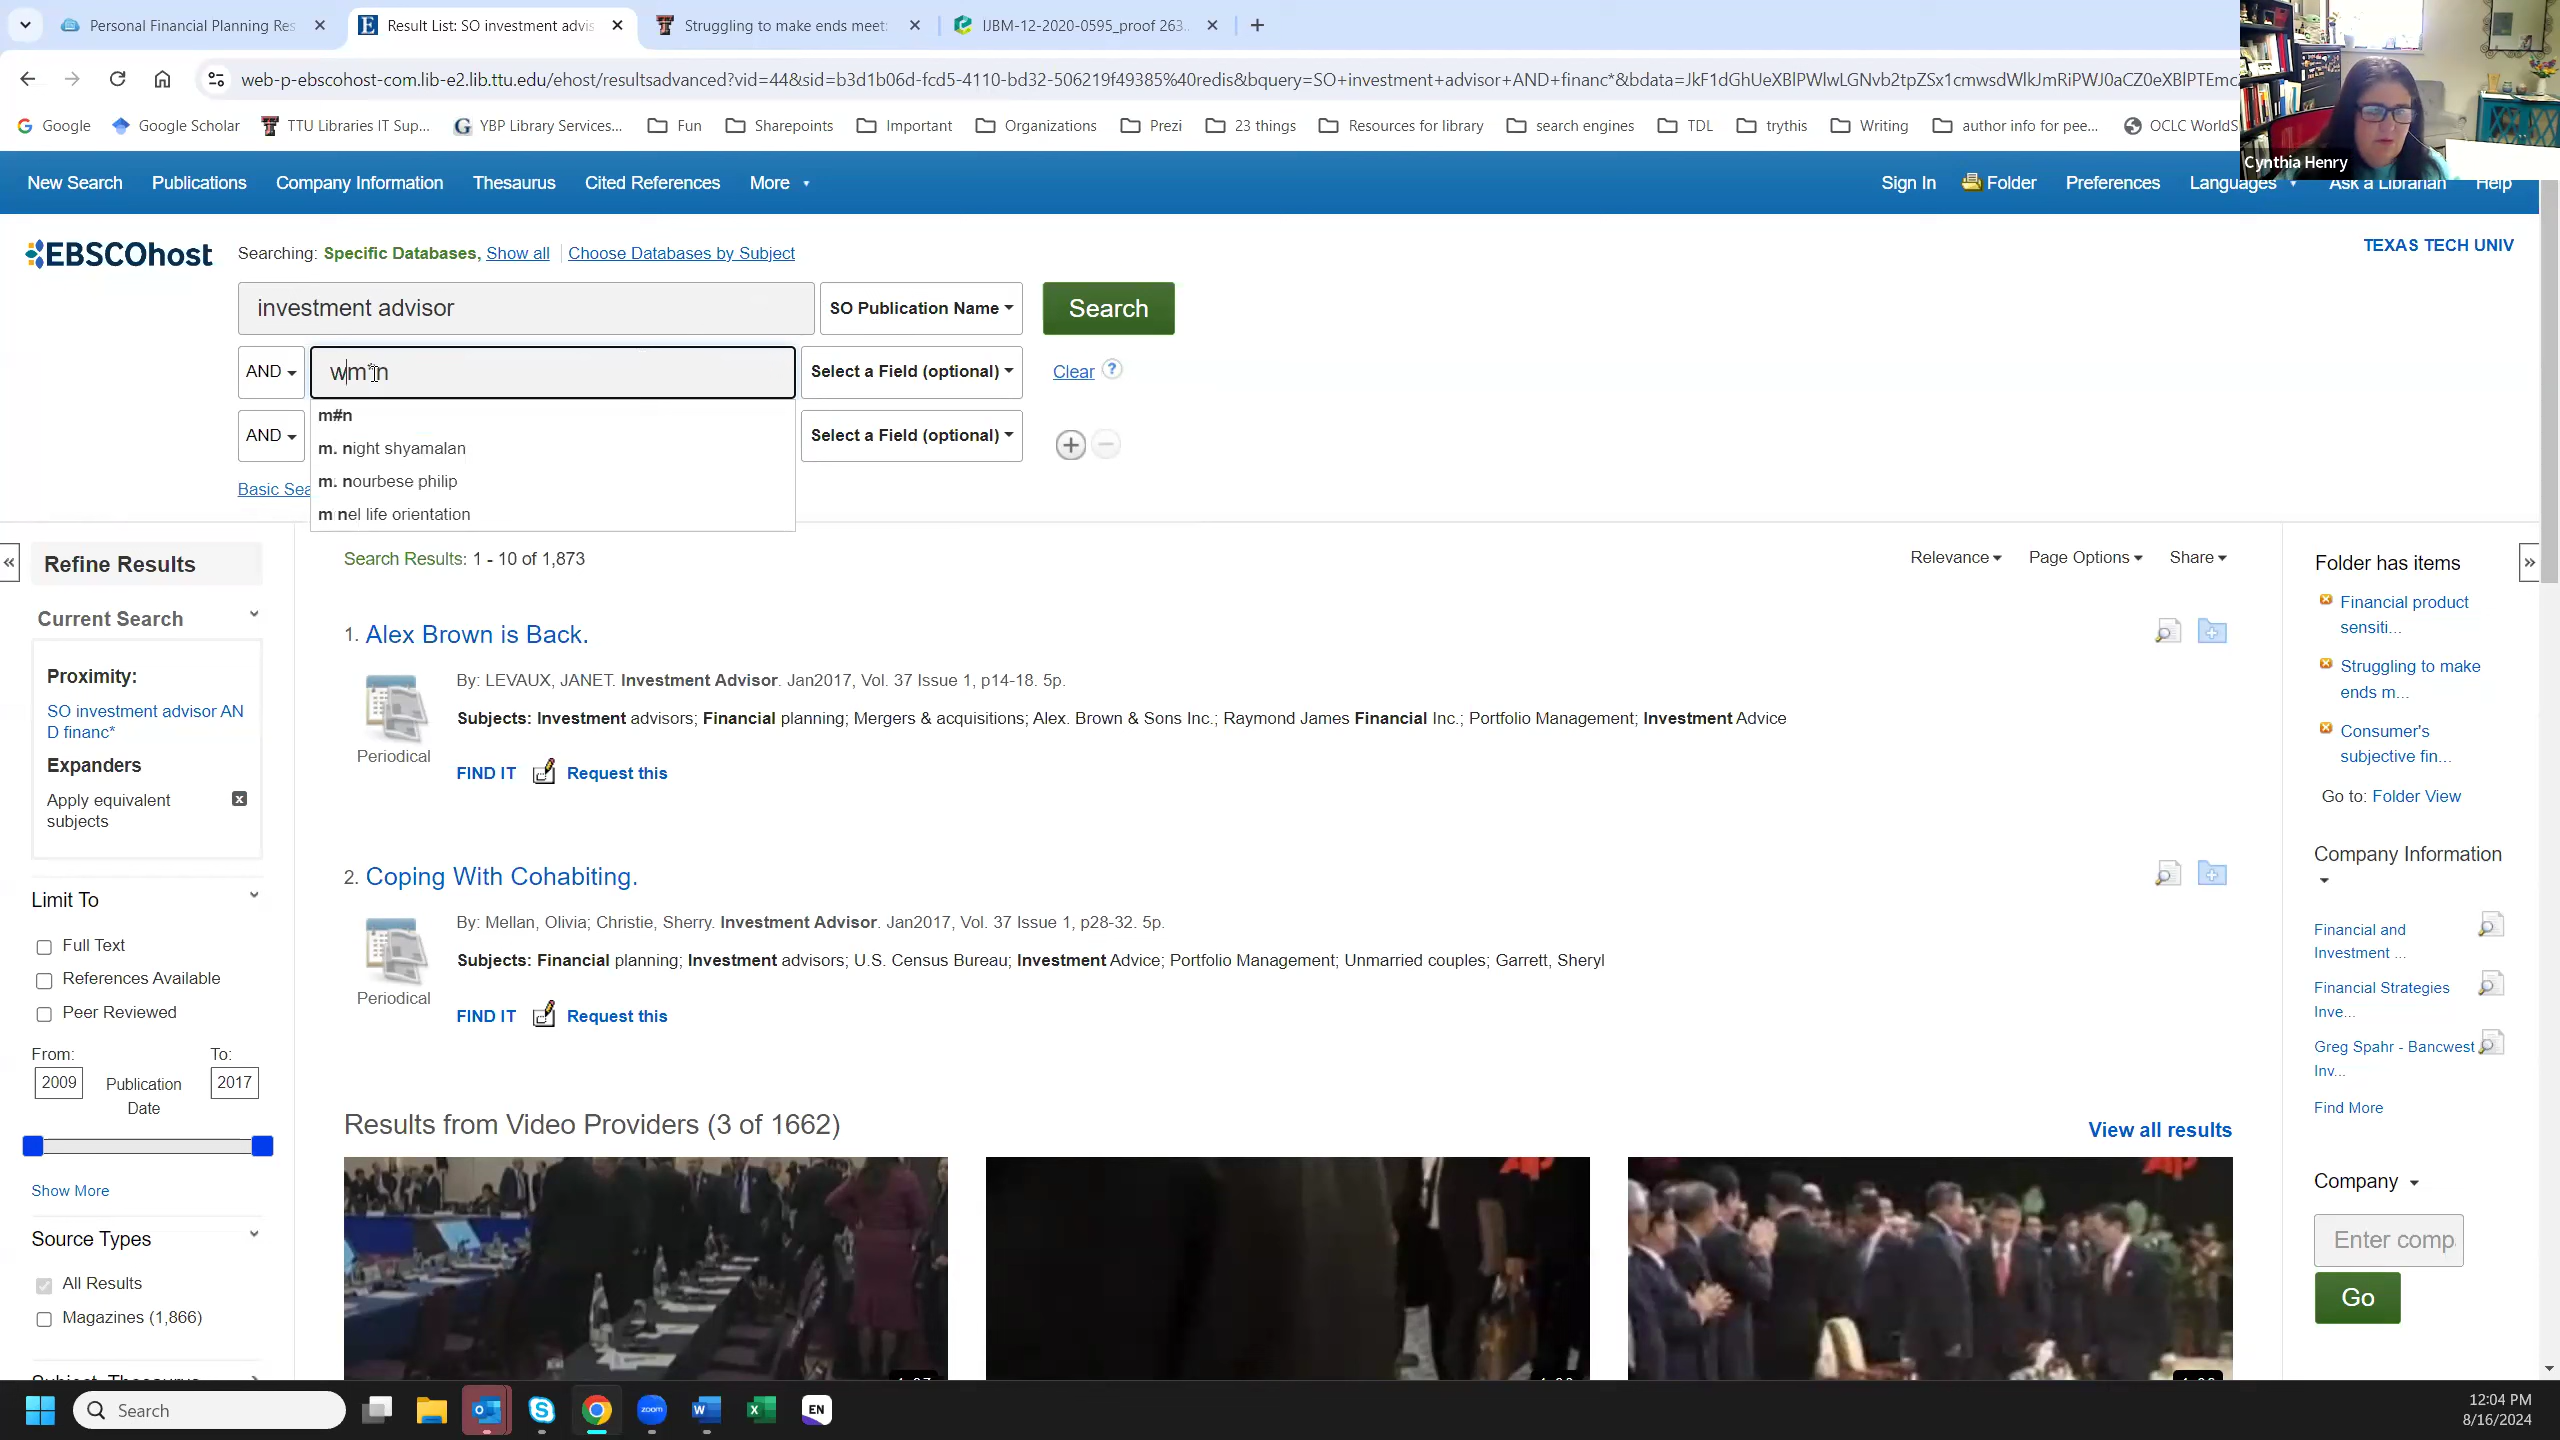 Personal Financial Planning Res
Result List: SO investment advis
Struggling to make ends meet:
IJBM-12-2020-0595_proof 263..
web-p-ebscohost-com.lib-e2.lib.ttu.edu/ehost/resultsadvanced?vid=44&sid=b3d1b06d-fcd5-4110-bd32-506219f49385%40redis&bquery=SO+investment+advisor+AND+financ*&bdata=JkF1dGhUeXBlPWlwLGNvb2tpZSx1cmwsdWlkJmRiPWJ0aCZ0eXBlPTEmc
Google
Google Scholar
TTU Libraries IT Sup...
YBP Library Services...
Fun
Sharepoints
Important
Organizations
Prezi
23 things
Resources for library
search engines
TDL
trythis
Writing
author info for pee...
OCLC WorldS
Cynthia Henry
New Search
Publications
Company Information
Thesaurus
Cited References
More
Sign In
Folder
Preferences
Languages
Ask a Librarian
Help
EBSCOhost
Searching: Specific Databases, Show all Choose Databases by Subject
TEXAS TECH UNIV
investment advisor
SO Publication Name
Search
AND
wm*n
Select a Field (optional)
Clear
?
m#n
m. night shyamalan
m. nourbese philip
m nel life orientation
AND
Select a Field (optional)
Basic Sea
Refine Results
Current Search
Proximity:
SO investment advisor AN
D financ*
Expanders
Apply equivalent
subjects
Limit To
Full Text
References Available
Peer Reviewed
From:
To:
2009
Publication
Date
2017
Show More
Source Types
All Results
Magazines (1,866)
Subject: Thesaurus
Search Results: 1 - 10 of 1,873
Relevance
Page Options
Share
1. Alex Brown is Back.
Periodical
By: LEVAUX, JANET. Investment Advisor. Jan2017, Vol. 37 Issue 1, p14-18. 5p.
Subjects: Investment advisors; Financial planning; Mergers & acquisitions; Alex. Brown & Sons Inc.; Raymond James Financial Inc.; Portfolio Management; Investment Advice
FIND IT
Request this
2. Coping With Cohabiting.
Periodical
By: Mellan, Olivia; Christie, Sherry. Investment Advisor. Jan2017, Vol. 37 Issue 1, p28-32. 5p.
Subjects: Financial planning; Investment advisors; U.S. Census Bureau; Investment Advice; Portfolio Management; Unmarried couples; Garrett, Sheryl
FIND IT
Request this
Results from Video Providers (3 of 1662)
View all results
Folder has items
Financial product
sensiti...
Struggling to make
ends m...
Consumer's
subjective fin...
Go to: Folder View
Company Information
Financial and
Investment ...
Financial Strategies
Inve...
Greg Spahr - Bancwest
Inv...
Find More
Company
Enter comp
Go
Search
zoom
EN
12:04 PM
8/16/2024